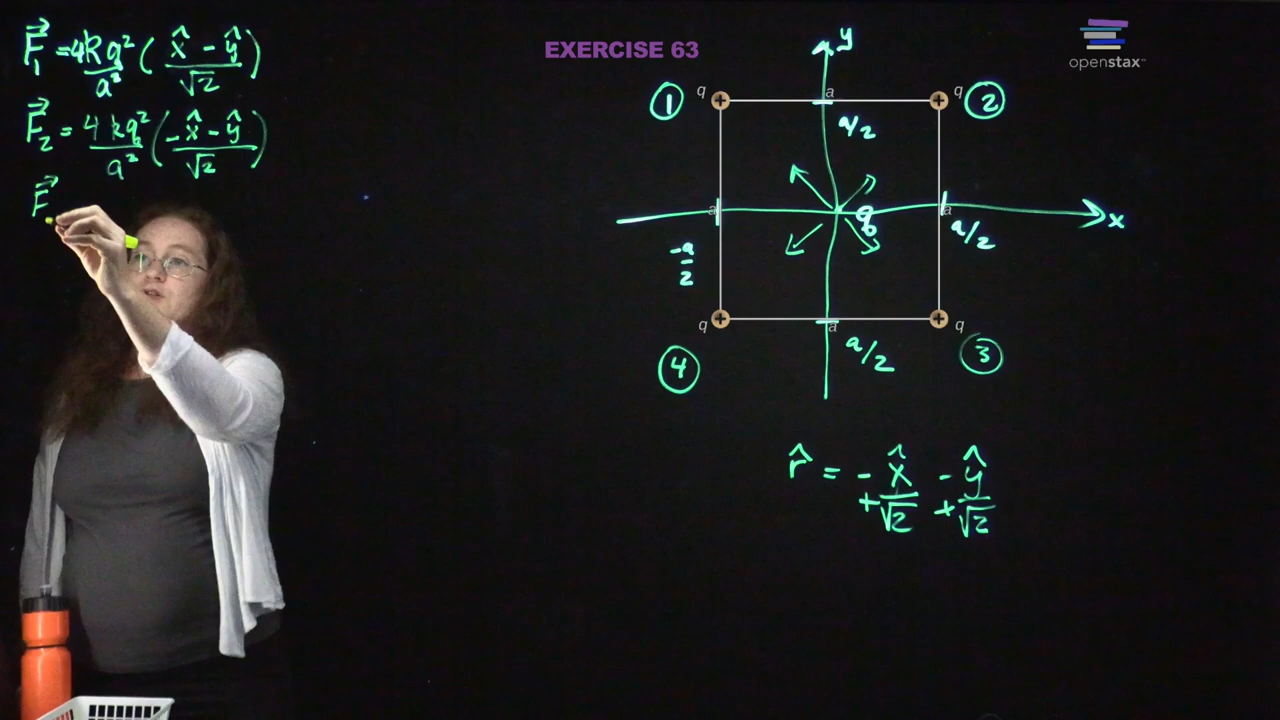 EXERCISE 63
openstax™
F⃗₁ = 4kq²/a² ( (x̂ − ŷ)/√2 )
F⃗₂ = 4kq²/a² ( (−x̂ − ŷ)/√2 )
F⃗
y
① q a q ②
a/2
a q a x
-a/2 a/2
q a q
④ a/2 ③
r̂ = -+ x̂/√2 -+ ŷ/√2